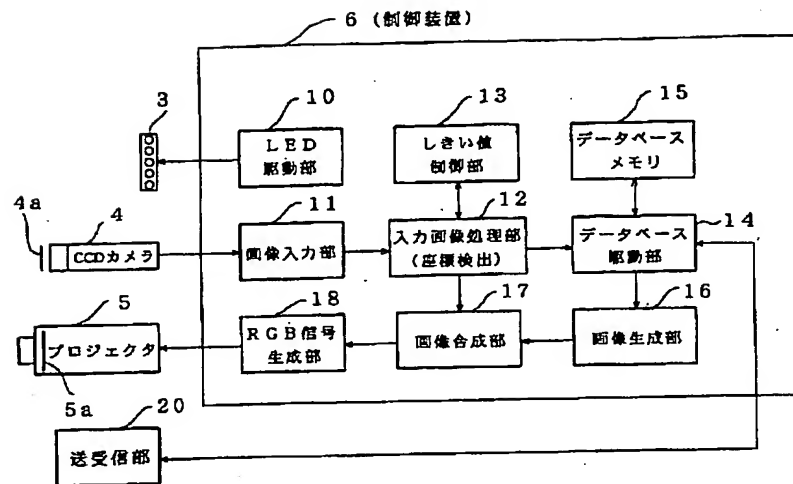 6 (制御装置)
3
10
13
15
LED
駆動部
しきい値
制御部
データベース
メモリ
4a
4
11
12
14
CCDカメラ
画像入力部
入力画像処理部
(座標検出)
データベース
駆動部
5
18
17
16
プロジェクタ
RGB信号
生成部
画像合成部
画像生成部
5a
20
送受信部